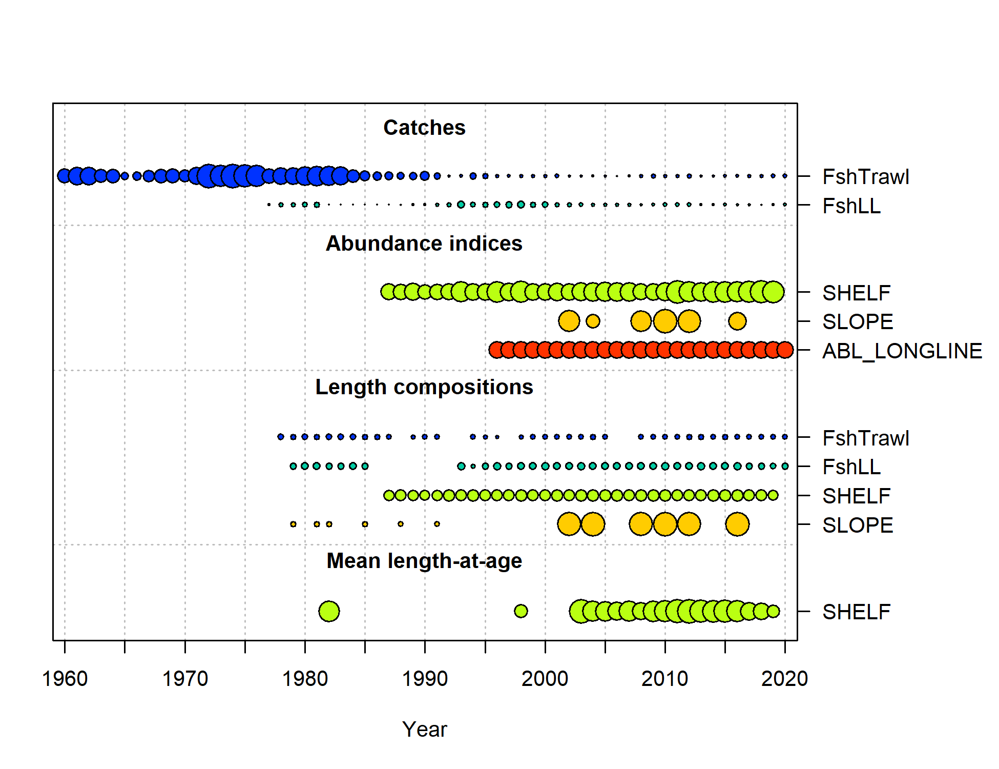 Catches
FshTrawl
FshLL
Abundance indices
SHELF
SLOPE
ABL_LONGLINE
Length compositions
FshTrawl
FshLL
SHELF
SLOPE
Mean length-at-age
SHELF
1960 1970 1980 1990 2000 2010 2020
Year